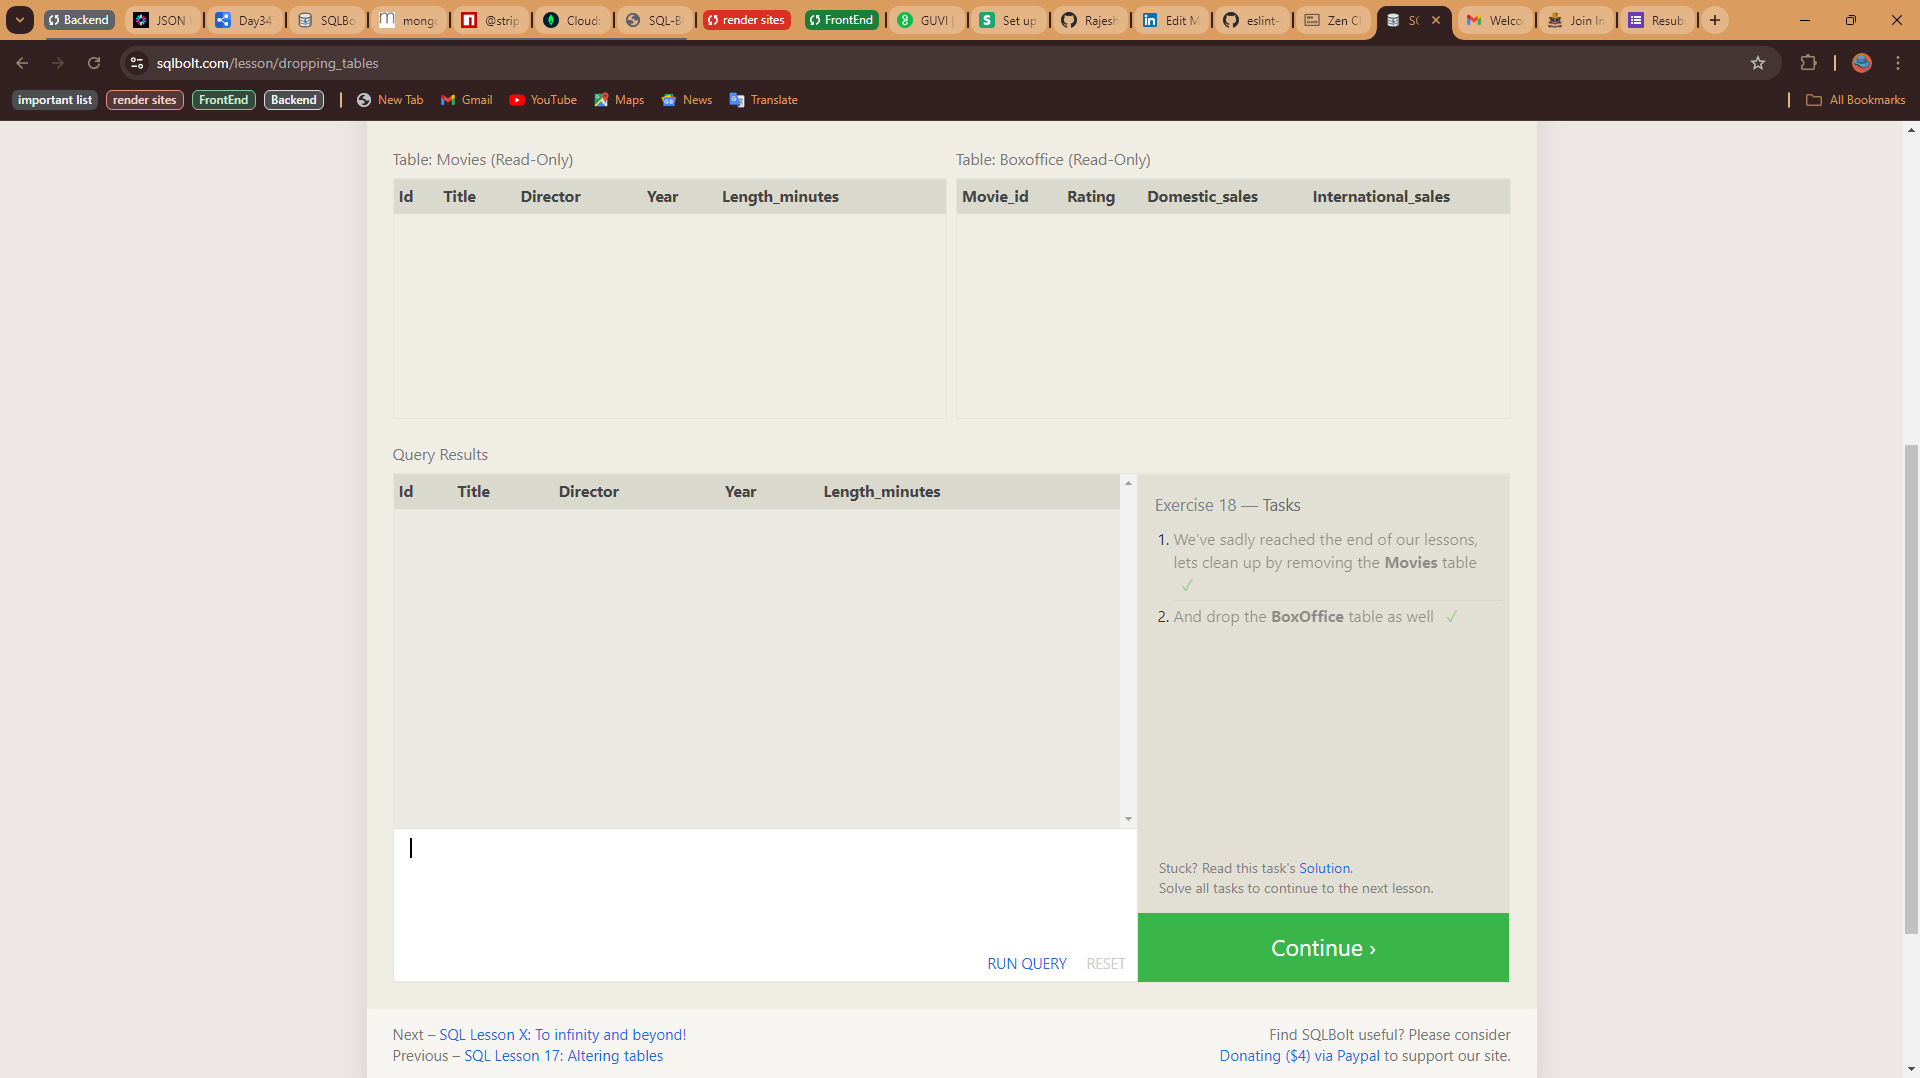 Backend
JSON
Day34
SQLBo
mongo
@strip
Clouds
SQL-B
render sites
FrontEnd
GUVI
Set up
Rajesh
Edit M
eslint-
Zen Cl
Welco
Join In
Resub
sqlbolt.com/lesson/dropping_tables
important list
render sites
FrontEnd
Backend
New Tab
Gmail
YouTube
Maps
News
Translate
All Bookmarks
Table: Movies (Read-Only)
Table: Boxoffice (Read-Only)
Id Title Director Year Length_minutes
Movie_id Rating Domestic_sales International_sales
Query Results
Id Title Director Year Length_minutes
Exercise 18 — Tasks
1. We've sadly reached the end of our lessons,
lets clean up by removing the Movies table
✓
2. And drop the BoxOffice table as well ✓
Stuck? Read this task's Solution.
Solve all tasks to continue to the next lesson.
RUN QUERY RESET
Continue ›
Next – SQL Lesson X: To infinity and beyond!
Previous – SQL Lesson 17: Altering tables
Find SQLBolt useful? Please consider
Donating ($4) via Paypal to support our site.